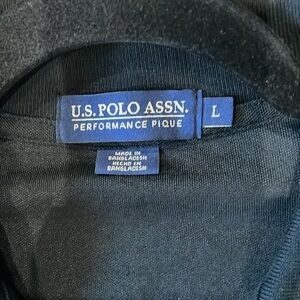 U.S. POLO ASSN.
PERFORMANCE PIQUE
L
MADE IN
BANGLADESH
HECHO EN
BANGLADESH